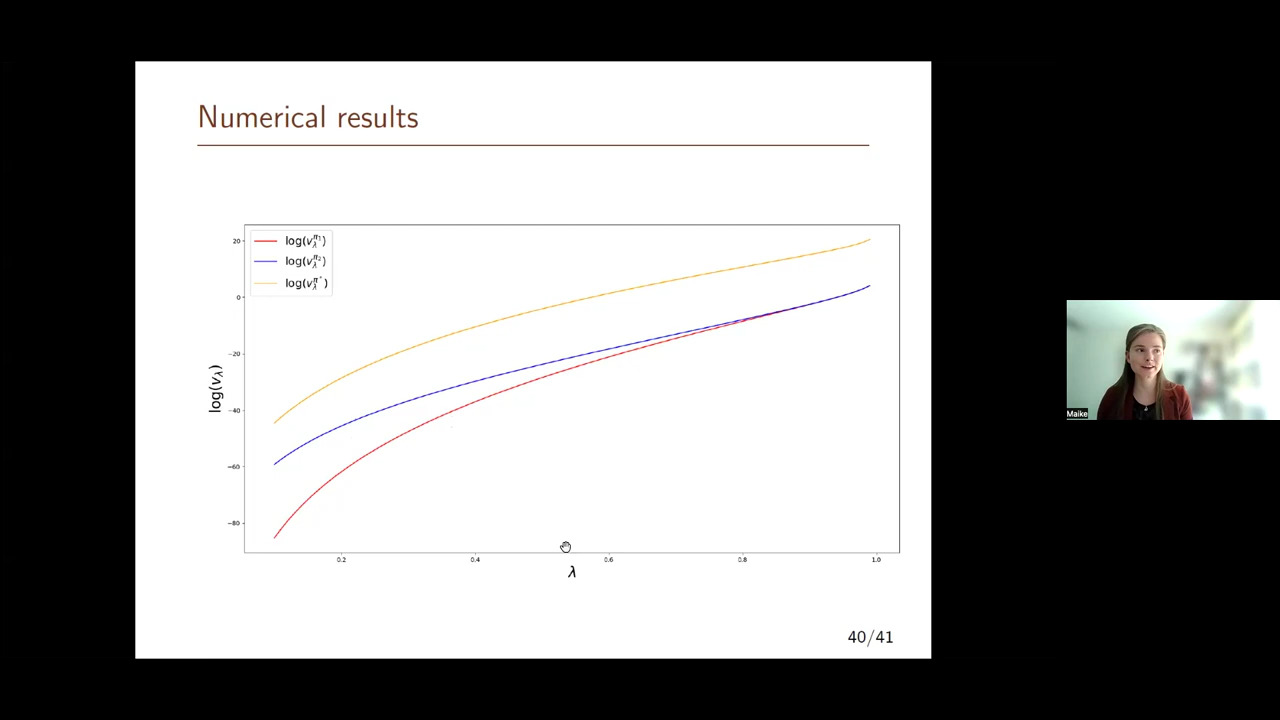 Numerical results
log(v_λ^{π_1})
log(v_λ^{π_2})
log(v_λ^{π*})
20
0
−20
−40
−60
−80
log(v_λ)
0.2 0.4 0.6 0.8 1.0
λ
40/41
Maike